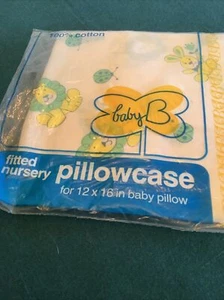 100% cotton
baby B
fitted
nursery pillowcase
for 12 x 16 in baby pillow